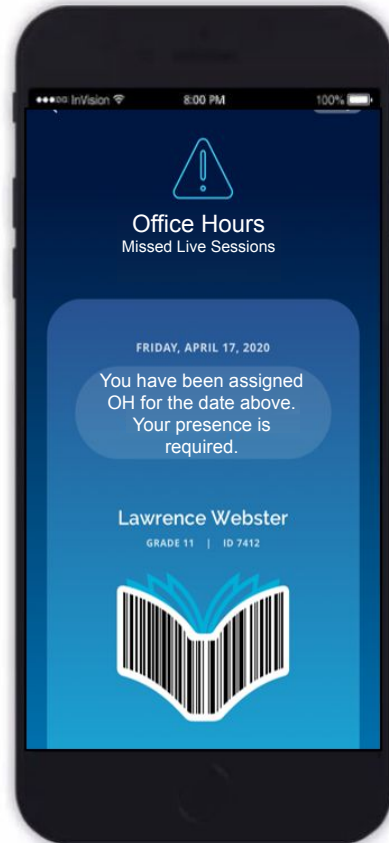 InVision 8:00 PM 100%
Office Hours
Missed Live Sessions
FRIDAY, APRIL 17, 2020
You have been assigned
OH for the date above.
Your presence is
required.
Lawrence Webster
GRADE 11 | ID 7412